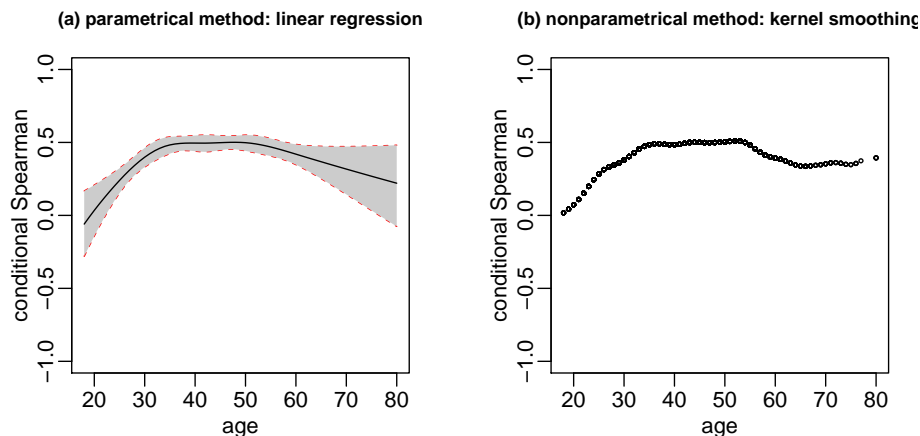 (a) parametrical method: linear regression
conditional Spearman
1.0
0.5
0.0
−0.5
−1.0
20 30 40 50 60 70 80
age
(b) nonparametrical method: kernel smoothing
conditional Spearman
1.0
0.5
0.0
−0.5
−1.0
20 30 40 50 60 70 80
age